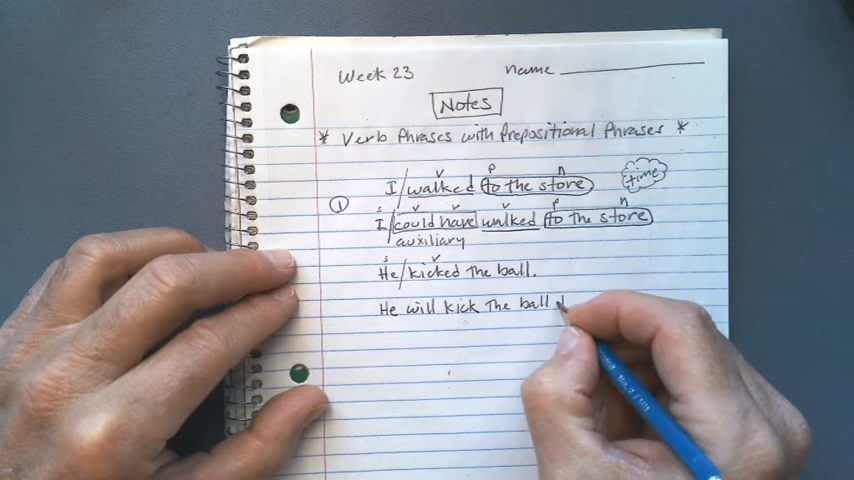 Week 23 name
Notes
* Verb Phrases with Prepositional Phrases *
v p n
I/walked (to the store) time
s v v v p n
① I/could have walked (to the store)
auxiliary
s v
He/kicked the ball.
He will kick the ball